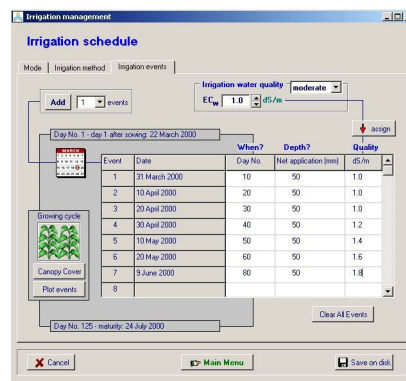 Irrigation management
Irrigation schedule
Mode Irrigation method Irrigation events
Irrigation water quality moderate
Add 1 events
ECw 1.0 dS/m
assign
Day No. 1 - day 1 after sowing: 22 March 2000
MARCH
When? Depth? Quality
Event Date Day No. Net application (mm) dS/m
1 31 March 2000 10 50 1.0
2 10 April 2000 20 50 1.0
3 20 April 2000 30 50 1.0
4 30 April 2000 40 50 1.2
5 10 May 2000 50 50 1.4
6 20 May 2000 60 50 1.6
7 9 June 2000 80 50 1.8
8
Growing cycle
Canopy Cover
Plot events
Clear All Events
Day No. 125 - maturity: 24 July 2000
Cancel Main Menu Save on disk